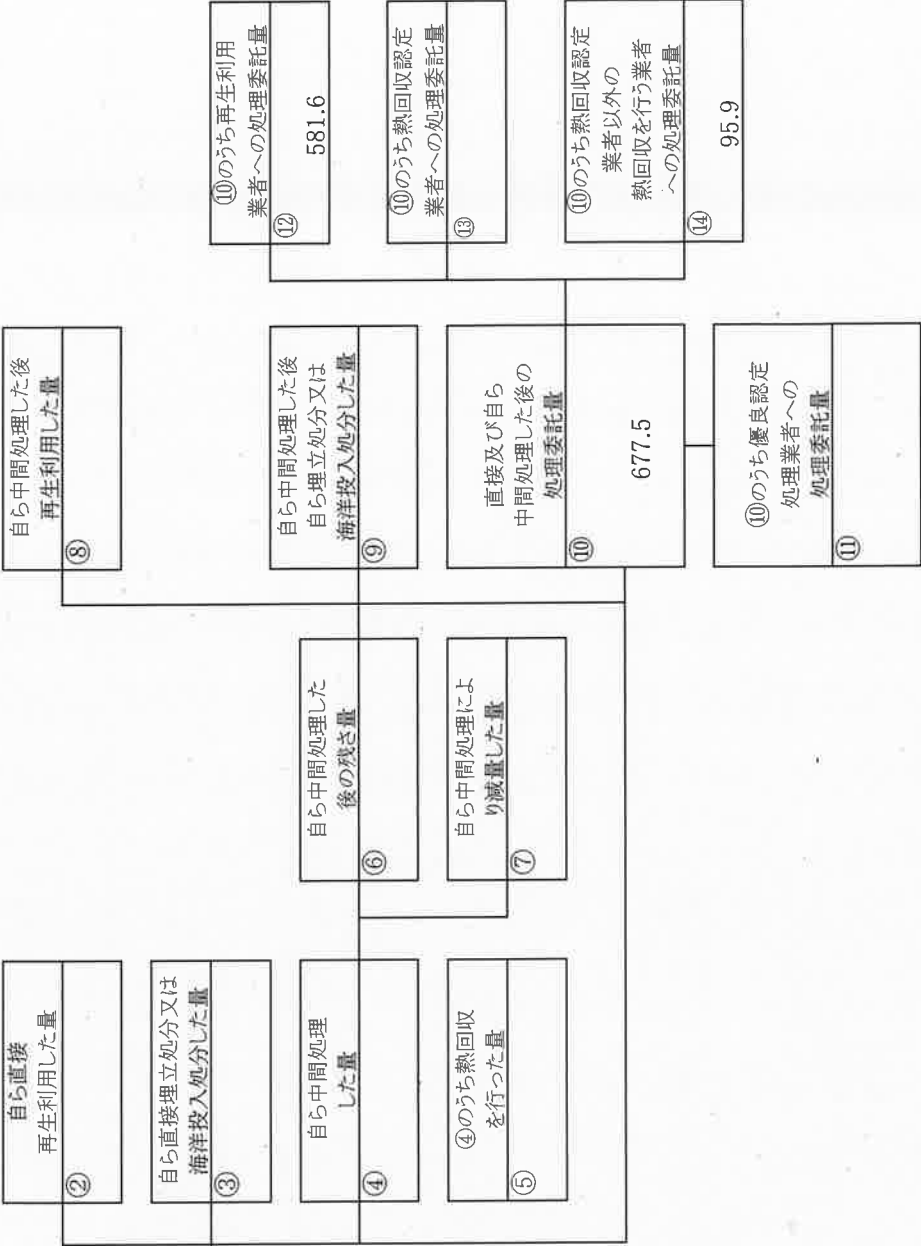 自ら直接
再生利用した量
②
自ら直接埋立処分又は
海洋投入処分した量
③
自ら中間処理
した量
④
④のうち熱回収
を行った量
⑤
自ら中間処理した
後の残さ量
⑥
自ら中間処理によ
り減量した量
⑦
自ら中間処理した後
再生利用した量
⑧
自ら中間処理した後
自ら埋立処分又は
海洋投入処分した量
⑨
直接及び自ら
中間処理した後の
処理委託量
⑩
677.5
⑩のうち優良認定
処理業者への
処理委託量
⑪
⑩のうち再生利用
業者への処理委託量
⑫
581.6
⑩のうち熱回収認定
業者への処理委託量
⑬
⑩のうち熱回収認定
業者以外の
熱回収を行う業者
への処理委託量
⑭
95.9